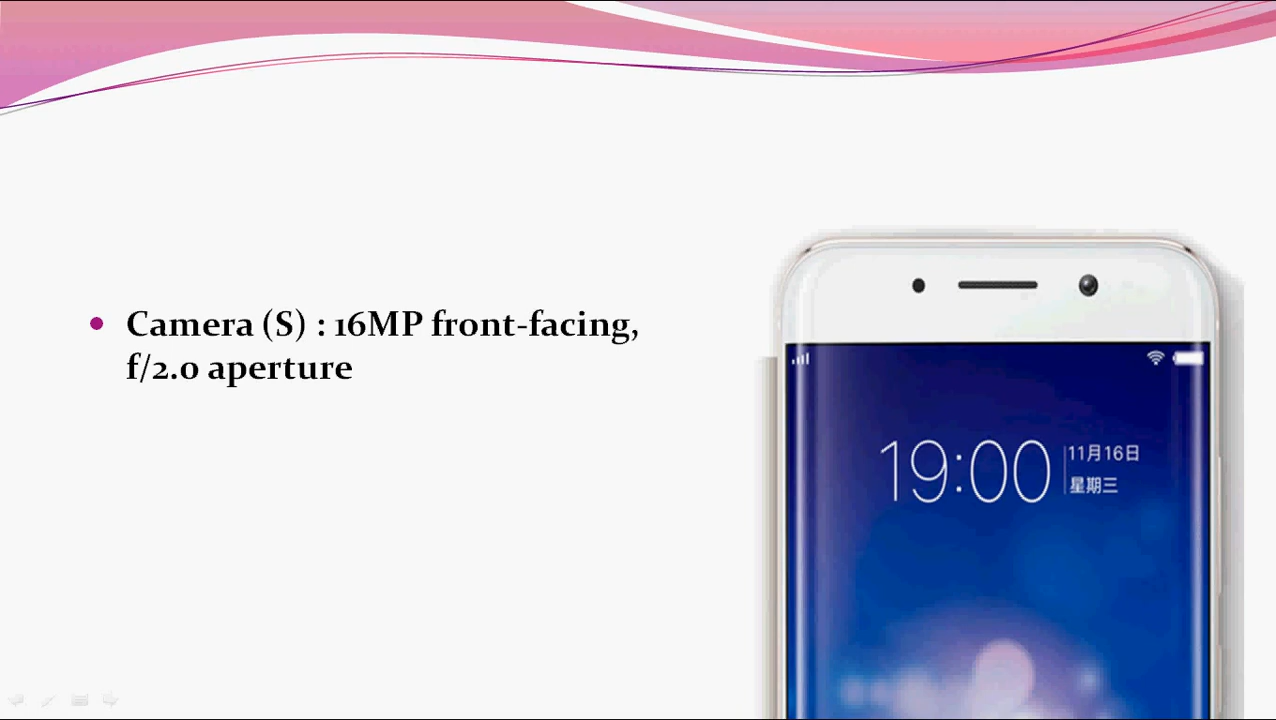 Camera (S) : 16MP front-facing,
f/2.0 aperture
19:00
11月16日
星期三